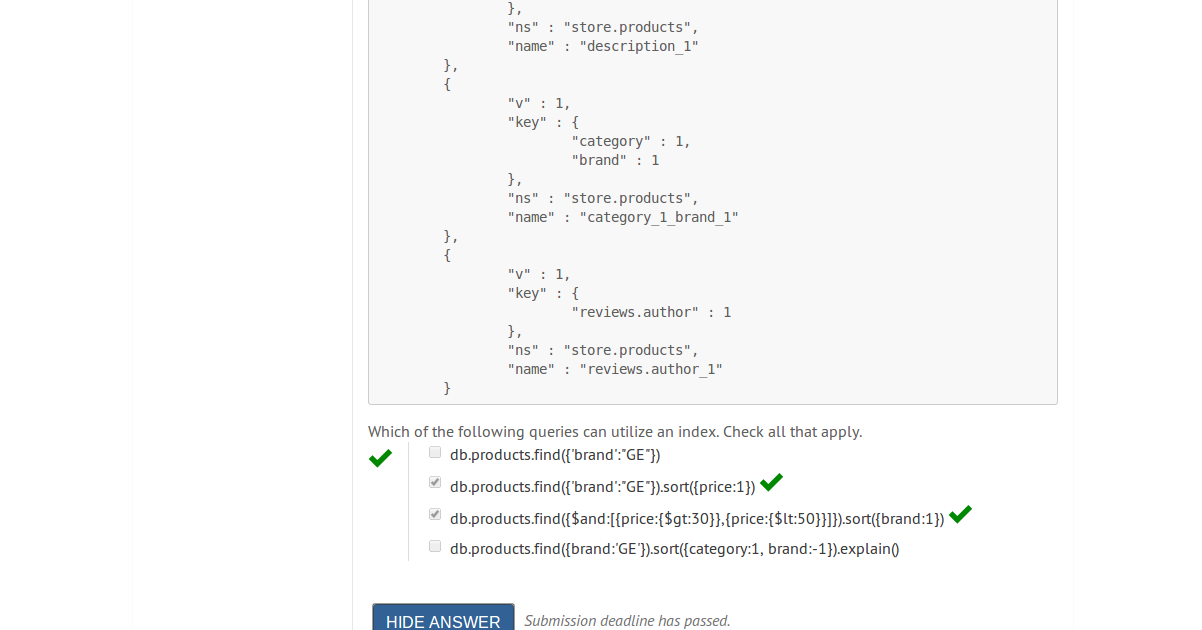 },
"ns" : "store.products",
"name" : "description_1"
},
{
"v" : 1,
"key" : {
"category" : 1,
"brand" : 1
},
"ns" : "store.products",
"name" : "category_1_brand_1"
},
{
"v" : 1,
"key" : {
"reviews.author" : 1
},
"ns" : "store.products",
"name" : "reviews.author_1"
}
Which of the following queries can utilize an index. Check all that apply.
db.products.find({'brand':"GE"})
db.products.find({'brand':"GE"}).sort({price:1})
db.products.find({$and:[{price:{$gt:30}},{price:{$lt:50}}]}).sort({brand:1})
db.products.find({brand:'GE'}).sort({category:1, brand:-1}).explain()
HIDE ANSWER Submission deadline has passed.